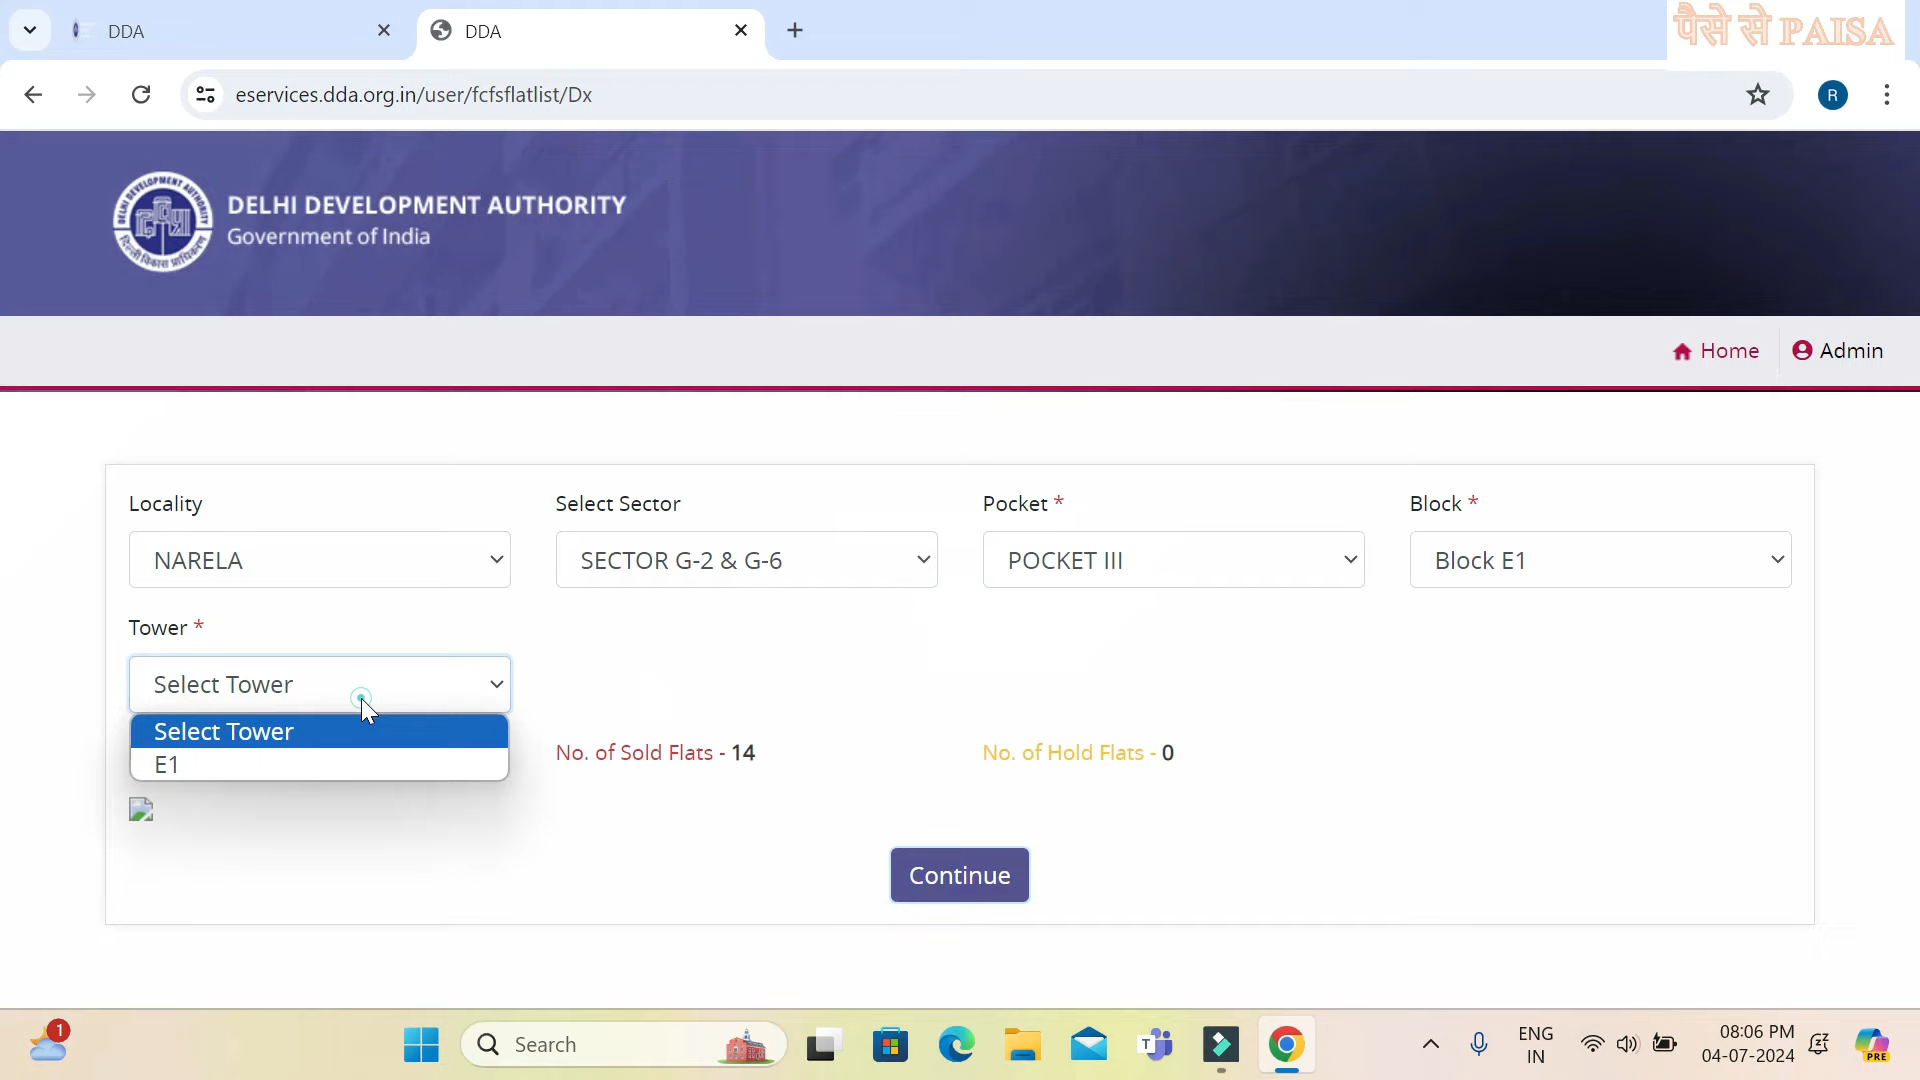 DDA
DDA
पैसे से PAISA
eservices.dda.org.in/user/fcfsflatlist/Dx
R
DELHI DEVELOPMENT AUTHORITY
Government of India
Home
Admin
Locality
Select Sector
Pocket *
Block *
NARELA
SECTOR G-2 & G-6
POCKET III
Block E1
Tower *
Select Tower
Select Tower
E1
No. of Sold Flats - 14
No. of Hold Flats - 0
Continue
1
Search
ENG
IN
08:06 PM
04-07-2024
PRE